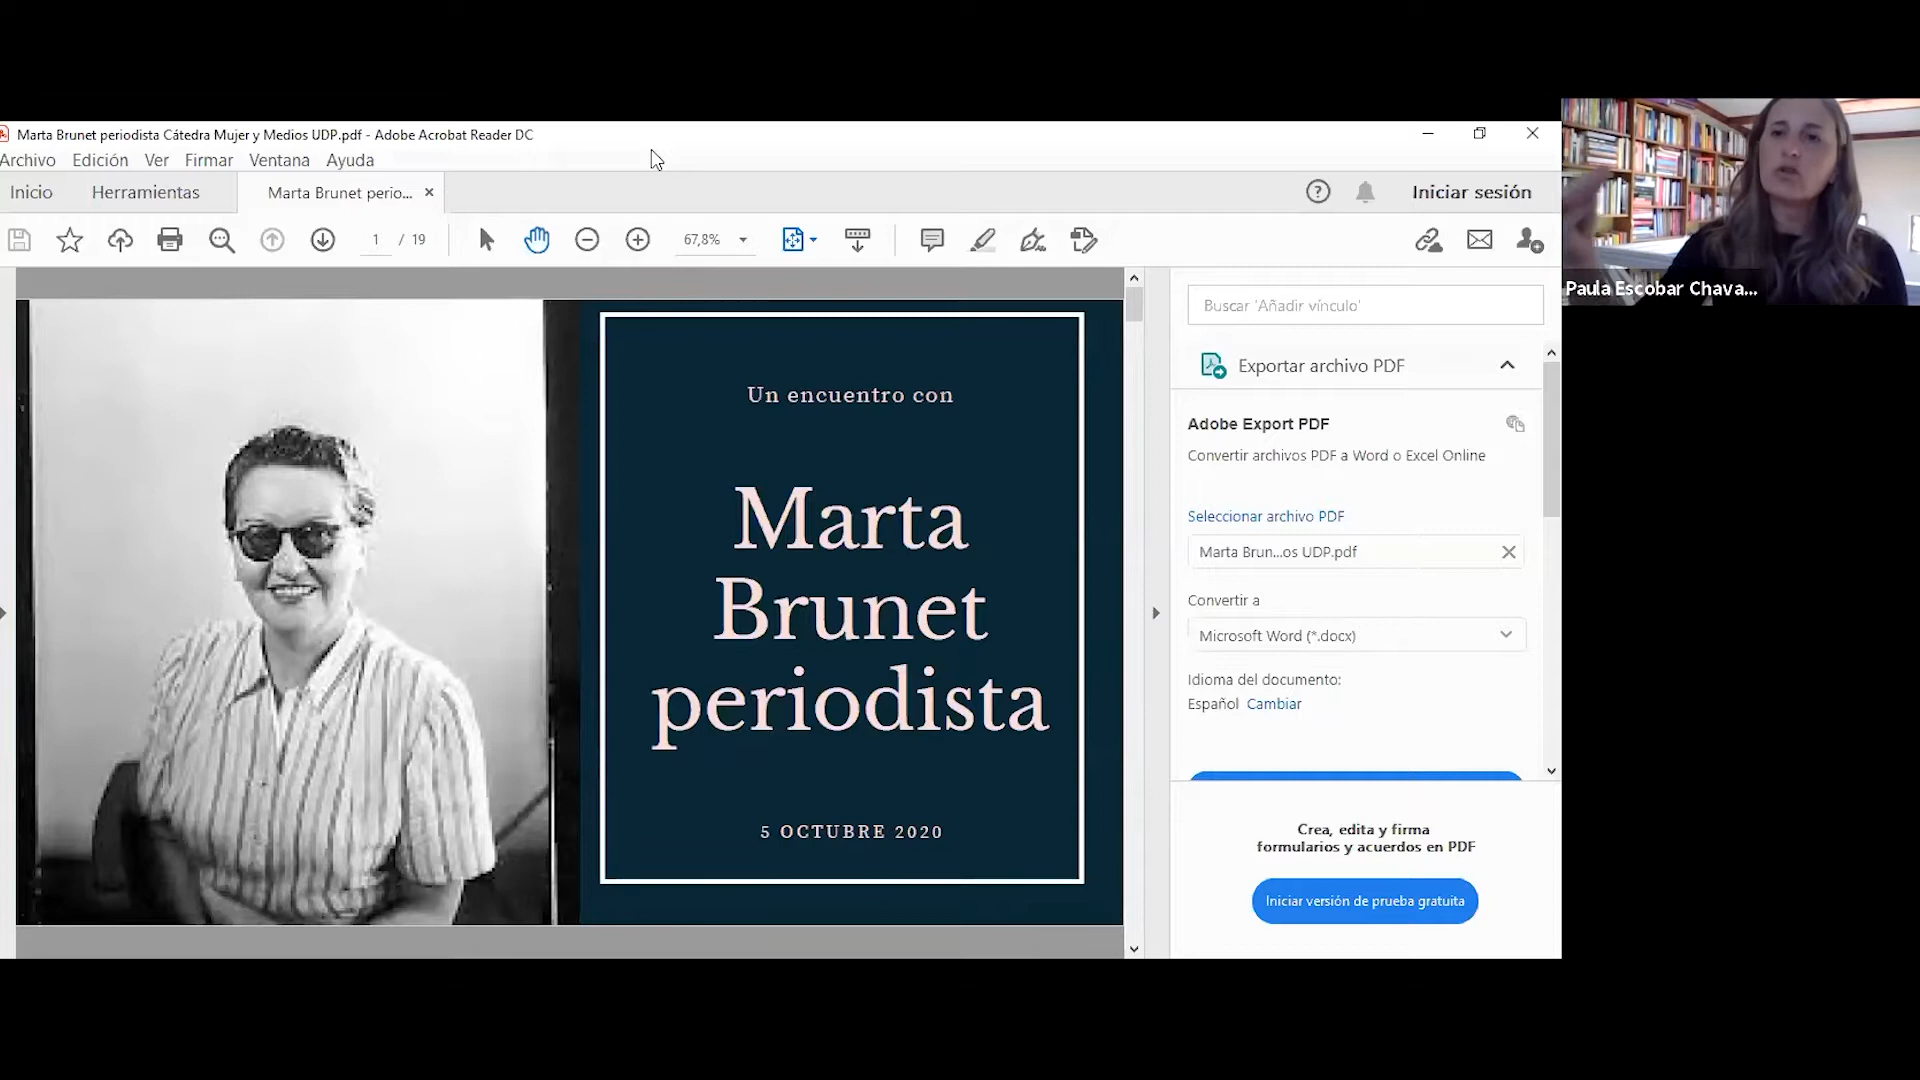 Marta Brunet periodista Cátedra Mujer y Medios UDP.pdf - Adobe Acrobat Reader DC
Archivo Edición Ver Firmar Ventana Ayuda
Inicio Herramientas Marta Brunet perio... Iniciar sesión
1 / 19 67,8%
Un encuentro con
Marta
Brunet
periodista
5 OCTUBRE 2020
Buscar 'Añadir vínculo'
Exportar archivo PDF
Adobe Export PDF
Convertir archivos PDF a Word o Excel Online
Seleccionar archivo PDF
Marta Brun...os UDP.pdf
Convertir a
Microsoft Word (*.docx)
Idioma del documento:
Español Cambiar
Crea, edita y firma
formularios y acuerdos en PDF
Iniciar versión de prueba gratuita
Paula Escobar Chava...